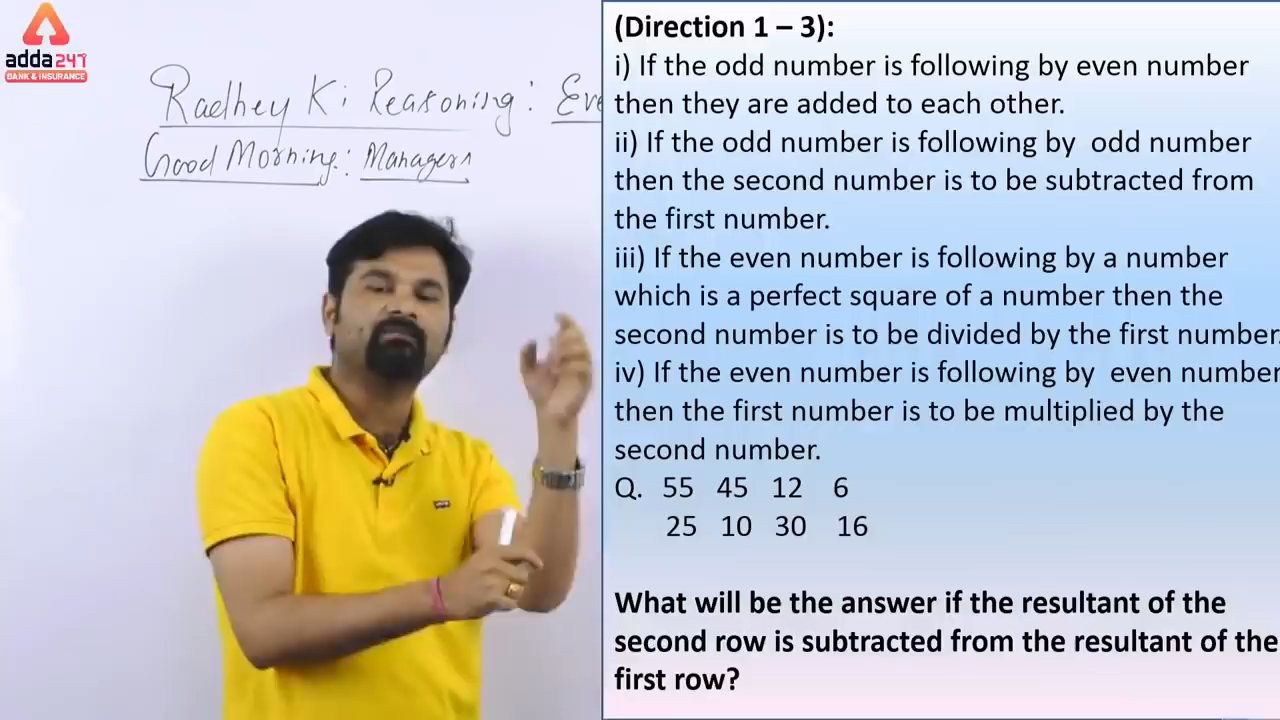 adda247
BANK & INSURANCE
Radhey Ki Reasoning: Eve
Good Morning: Managers
(Direction 1 – 3):
i) If the odd number is following by even number
then they are added to each other.
ii) If the odd number is following by odd number
then the second number is to be subtracted from
the first number.
iii) If the even number is following by a number
which is a perfect square of a number then the
second number is to be divided by the first number.
iv) If the even number is following by even number
then the first number is to be multiplied by the
second number.
Q. 55 45 12 6
25 10 30 16
What will be the answer if the resultant of the
second row is subtracted from the resultant of the
first row?